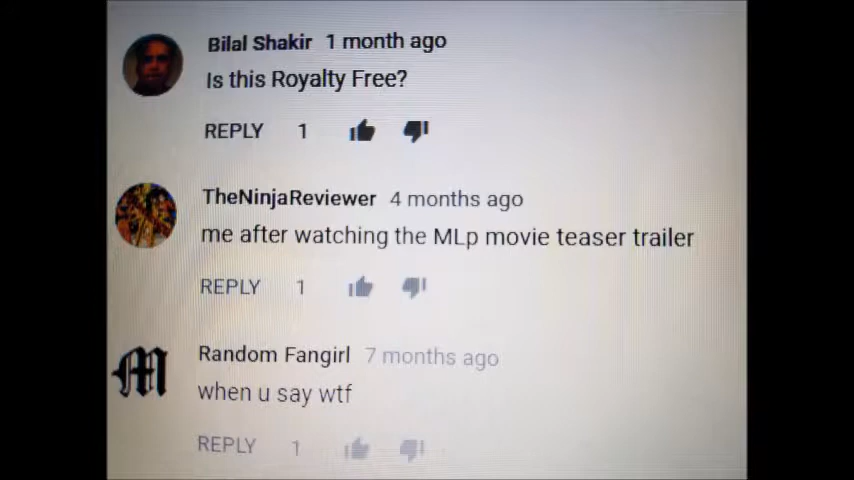 Bilal Shakir 1 month ago
Is this Royalty Free?
REPLY 1
TheNinjaReviewer 4 months ago
me after watching the MLp movie teaser trailer
REPLY 1
Random Fangirl 7 months ago
when u say wtf
REPLY 1